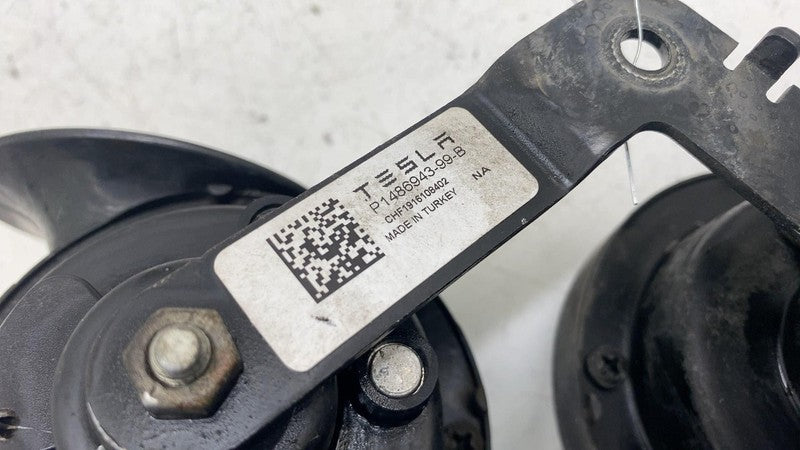 TESLA
P1486943-99-B
CHF1916108402
MADE IN TURKEY NA